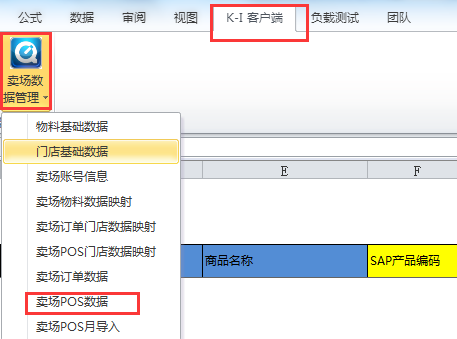 公式 数据 审阅 视图 K-I 客户端 负载测试 团队
卖场数
据管理
物料基础数据
门店基础数据
卖场账号信息
卖场物料数据映射
卖场订单门店数据映射
卖场POS门店数据映射
卖场订单数据
卖场POS数据
卖场POS月导入
E F
商品名称 SAP产品编码